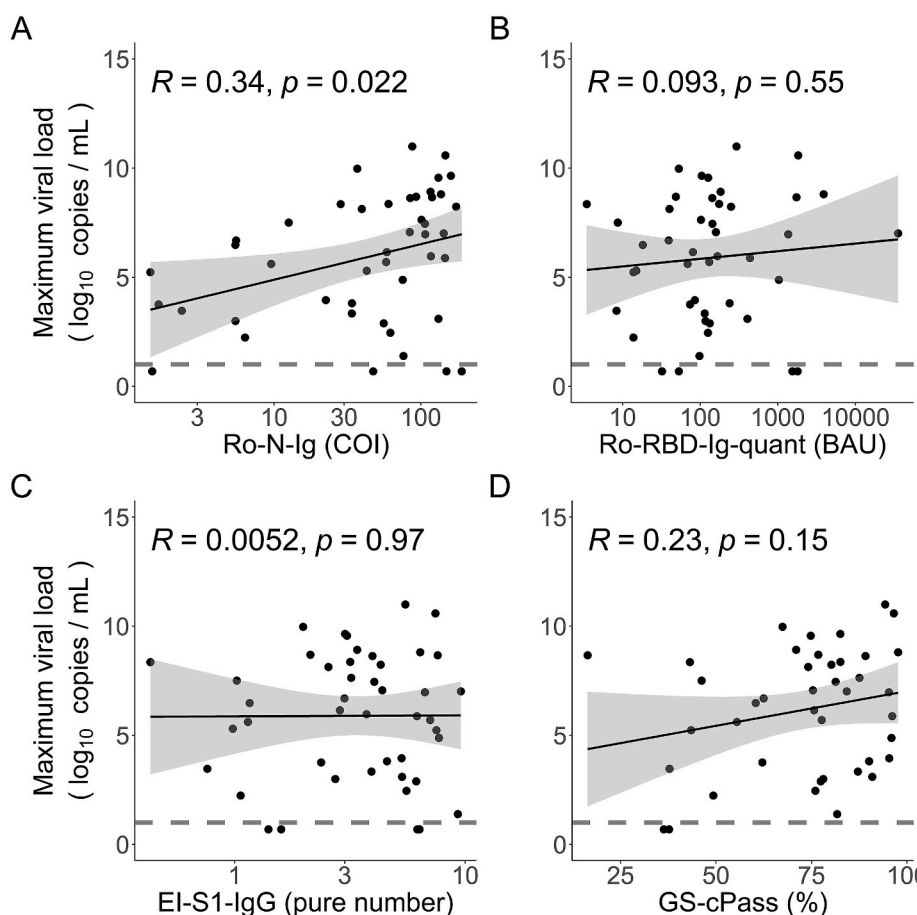 A
Maximum viral load
( log10 copies / mL )
15
10
5
0
R = 0.34, p = 0.022
3 10 30 100
Ro-N-Ig (COI)
B
15
10
5
0
R = 0.093, p = 0.55
10 100 1000 10000
Ro-RBD-Ig-quant (BAU)
C
Maximum viral load
( log10 copies / mL )
15
10
5
0
R = 0.0052, p = 0.97
1 3 10
EI-S1-IgG (pure number)
D
15
10
5
0
R = 0.23, p = 0.15
25 50 75 100
GS-cPass (%)